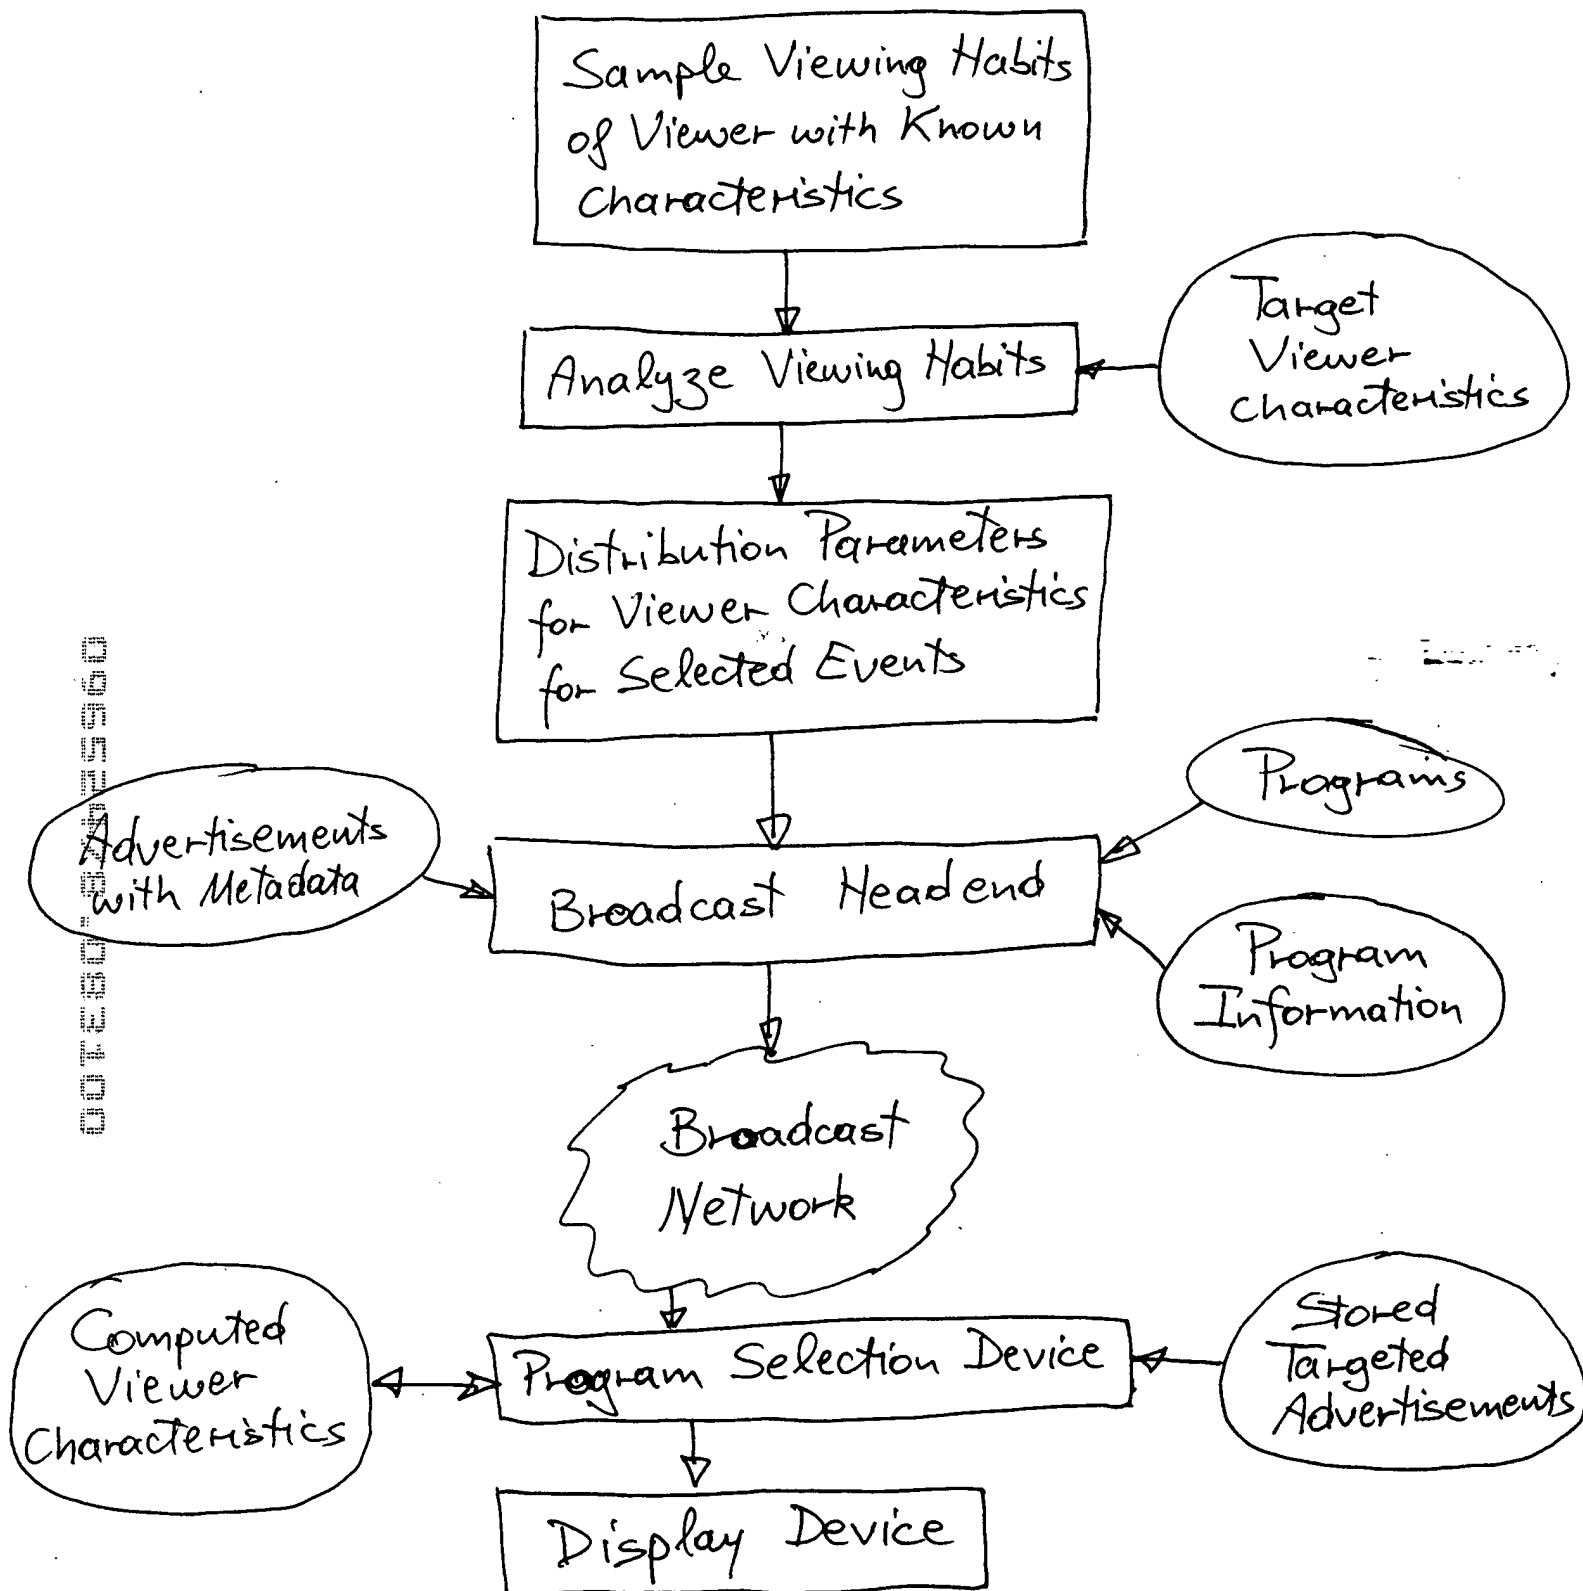 Sample Viewing Habits
of Viewer with Known
Characteristics
Target
Viewer
Characteristics
Analyze Viewing Habits
Distribution Parameters
for Viewer Characteristics
for Selected Events
Programs
Advertisements
with Metadata
Broadcast Headend
Program
Information
Broadcast
Network
Computed
Viewer
Characteristics
Program Selection Device
Stored
Targeted
Advertisements
Display Device